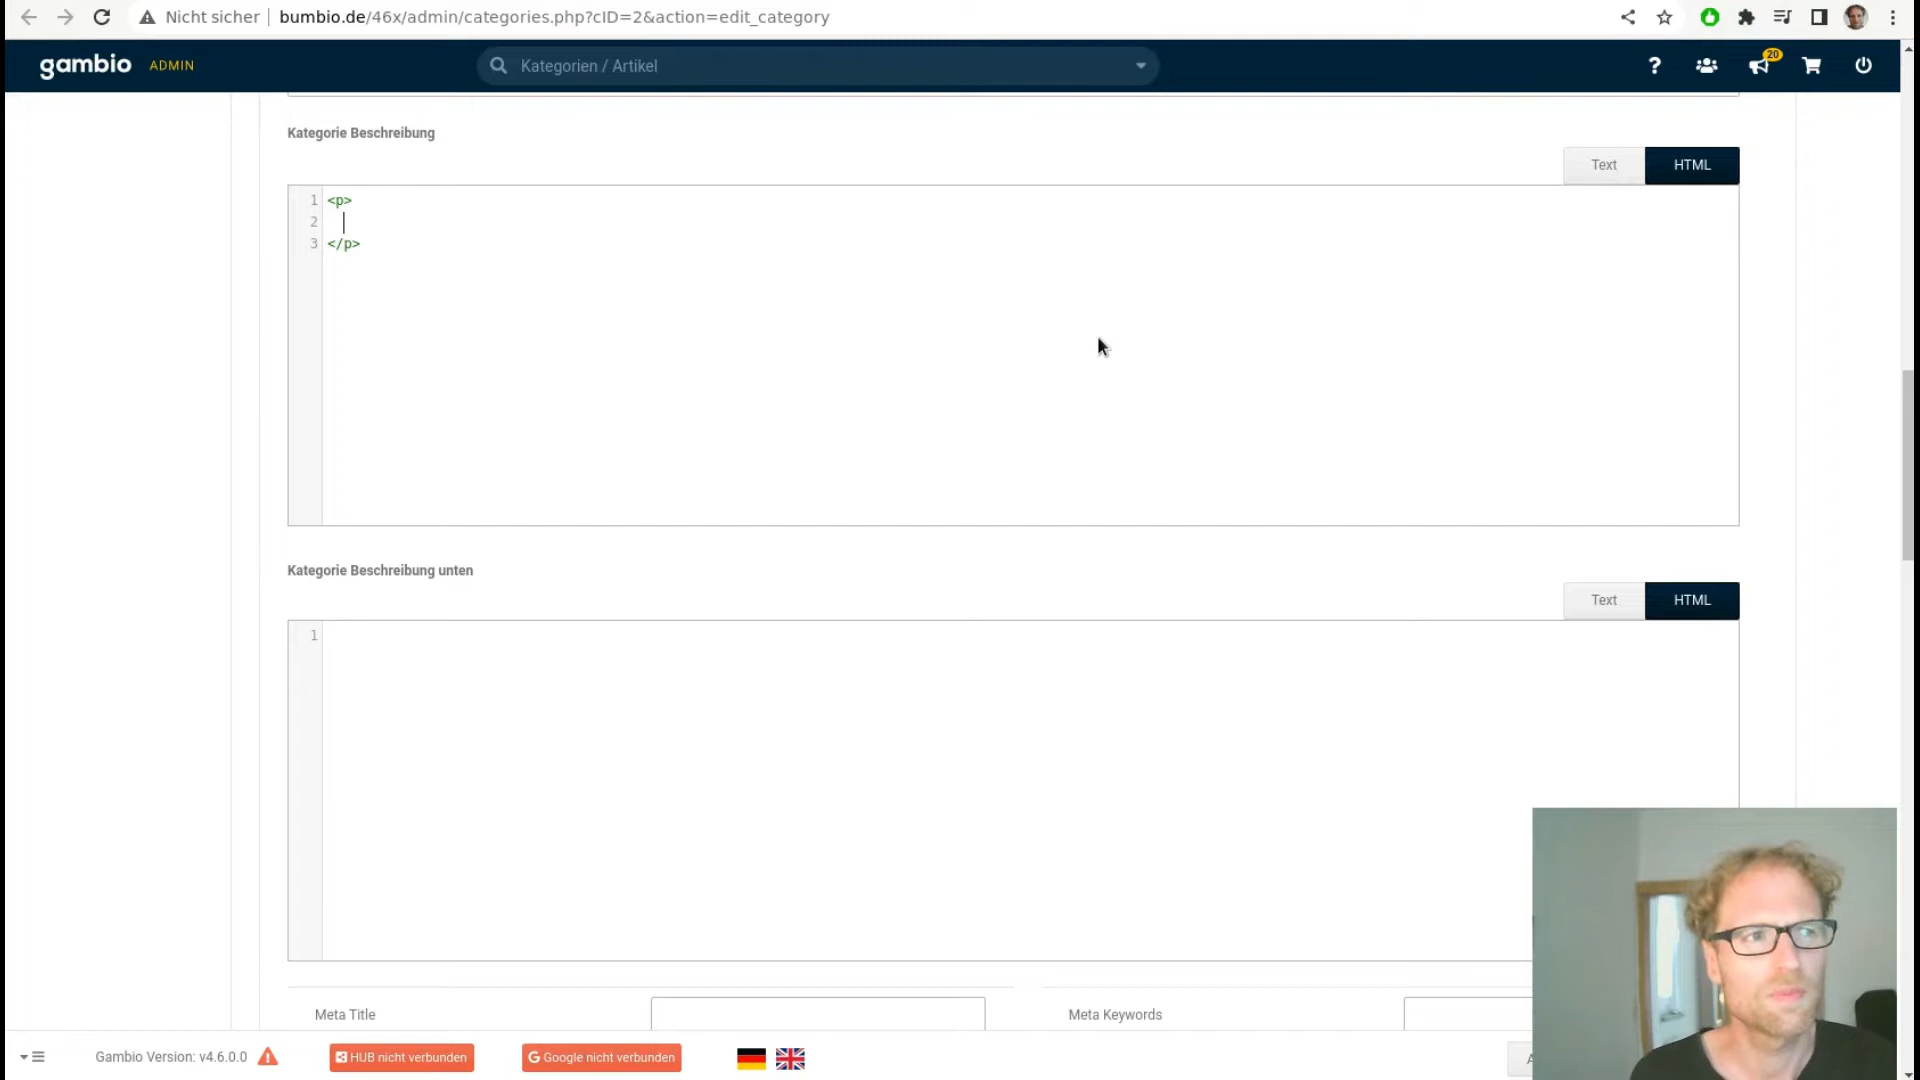 Nicht sicher
bumbio.de/46x/admin/categories.php?cID=2&action=edit_category
gambio ADMIN
Kategorien / Artikel
?
20
Kategorie Beschreibung
Text
HTML
1 <p>
2
3 </p>
Kategorie Beschreibung unten
Text
HTML
1
Meta Title
Meta Keywords
Gambio Version: v4.6.0.0
HUB nicht verbunden
G Google nicht verbunden